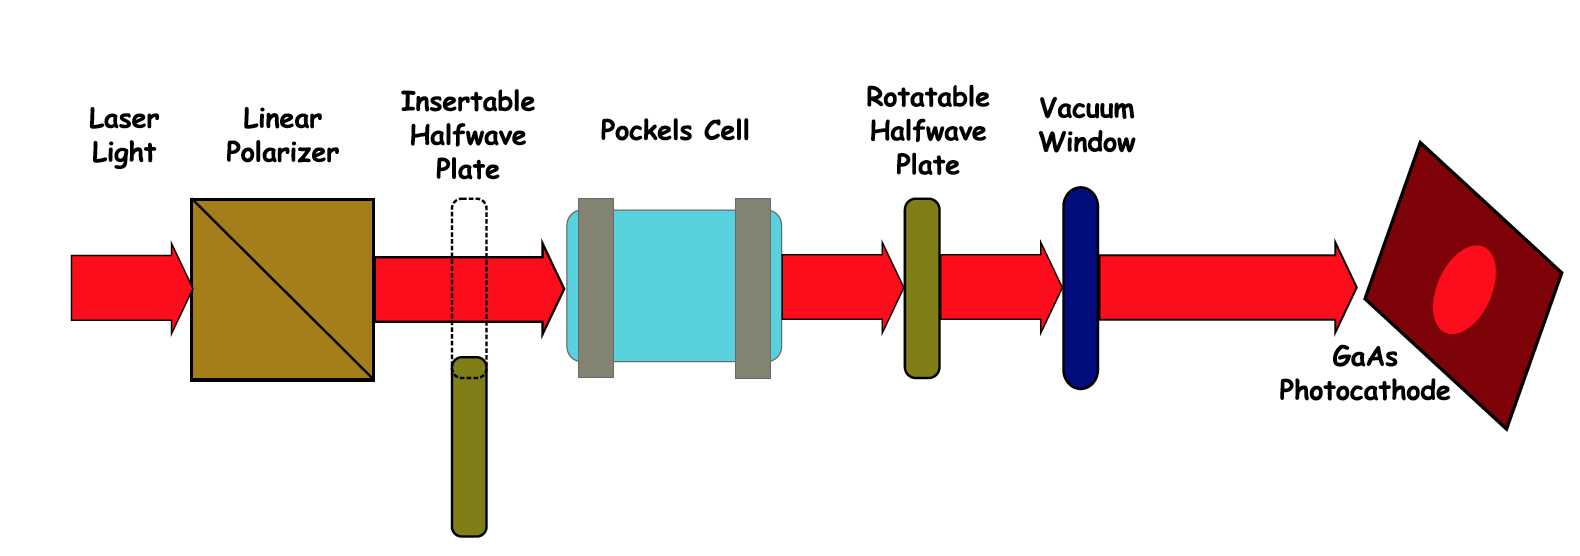 Laser
Light
Linear
Polarizer
Insertable
Halfwave
Plate
Pockels Cell
Rotatable
Halfwave
Plate
Vacuum
Window
GaAs
Photocathode